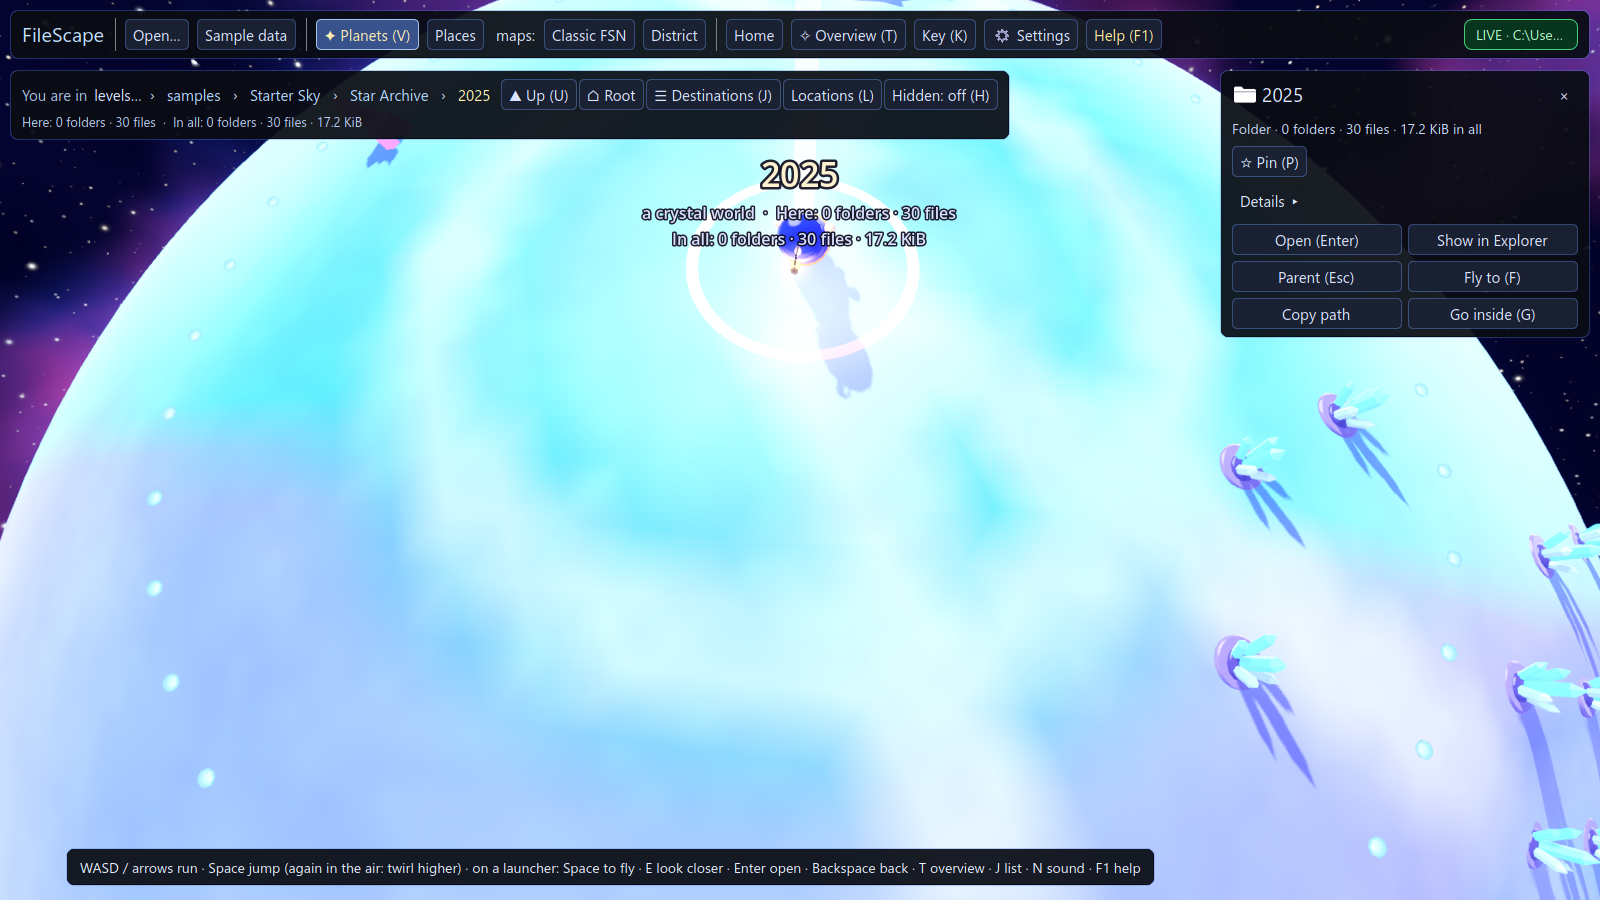 FileScape Open... Sample data ✦ Planets (V) Places maps: Classic FSN District Home ✧ Overview (T) Key (K) ⚙ Settings Help (F1) LIVE · C:\Use...
You are in levels... › samples › Starter Sky › Star Archive › 2025 ▲ Up (U) ⌂ Root ☰ Destinations (J) Locations (L) Hidden: off (H)
Here: 0 folders · 30 files · In all: 0 folders · 30 files · 17.2 KiB
2025
a crystal world · Here: 0 folders · 30 files
In all: 0 folders · 30 files · 17.2 KiB
2025 ×
Folder · 0 folders · 30 files · 17.2 KiB in all
☆ Pin (P)
Details ▸
Open (Enter) Show in Explorer
Parent (Esc) Fly to (F)
Copy path Go inside (G)
WASD / arrows run · Space jump (again in the air: twirl higher) · on a launcher: Space to fly · E look closer · Enter open · Backspace back · T overview · J list · N sound · F1 help